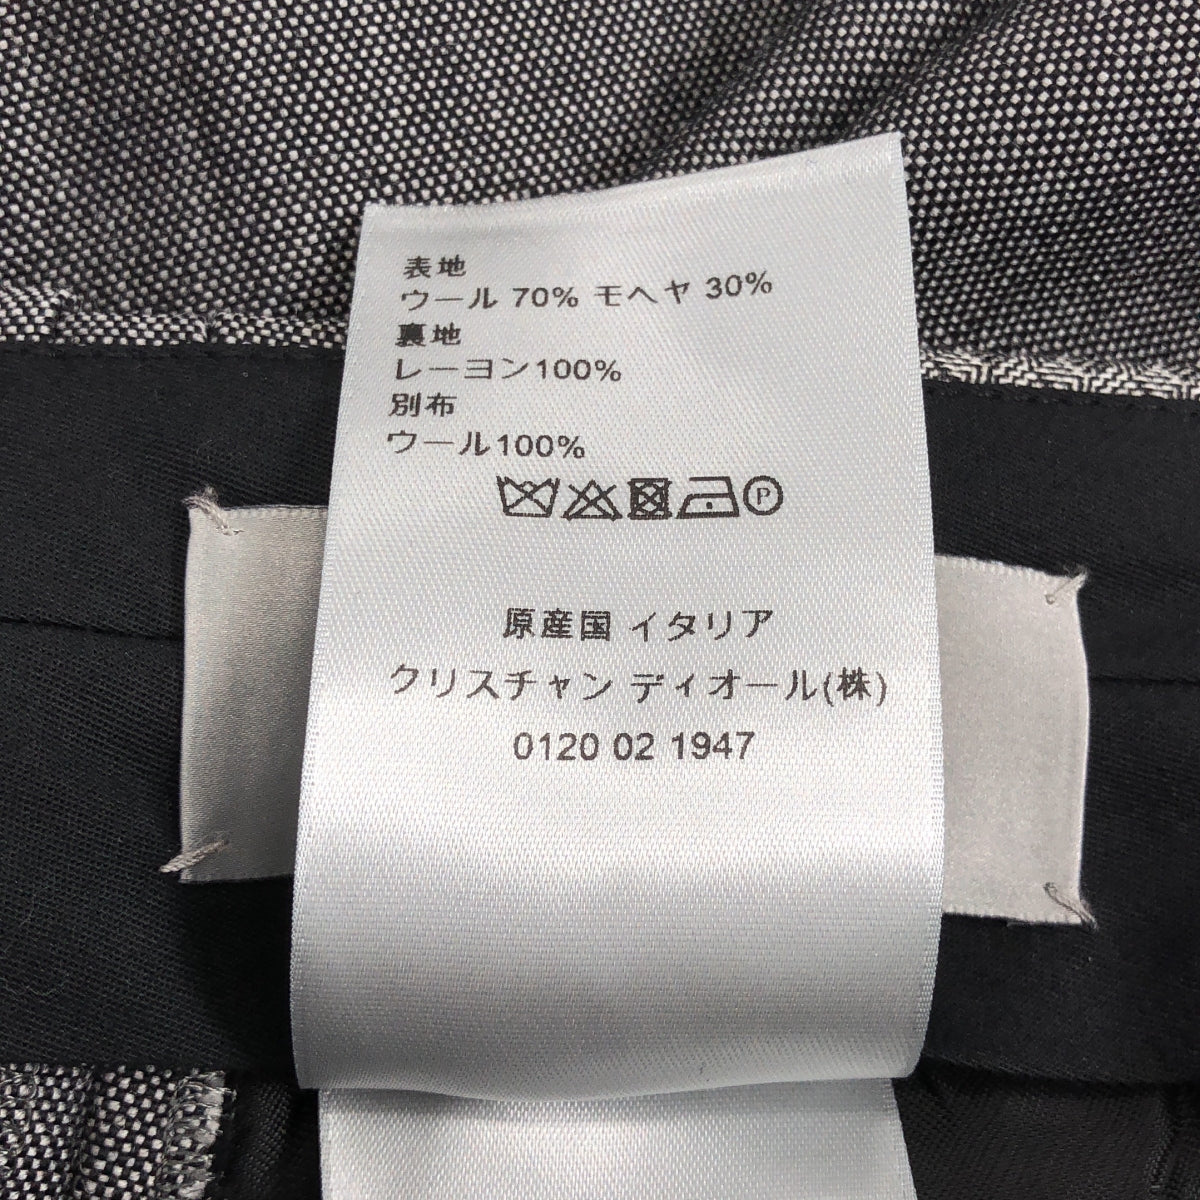 表地
ウール 70% モヘヤ 30%
裏地
レーヨン100%
別布
ウール100%
P
原産国 イタリア
クリスチャン ディオール(株)
0120 02 1947